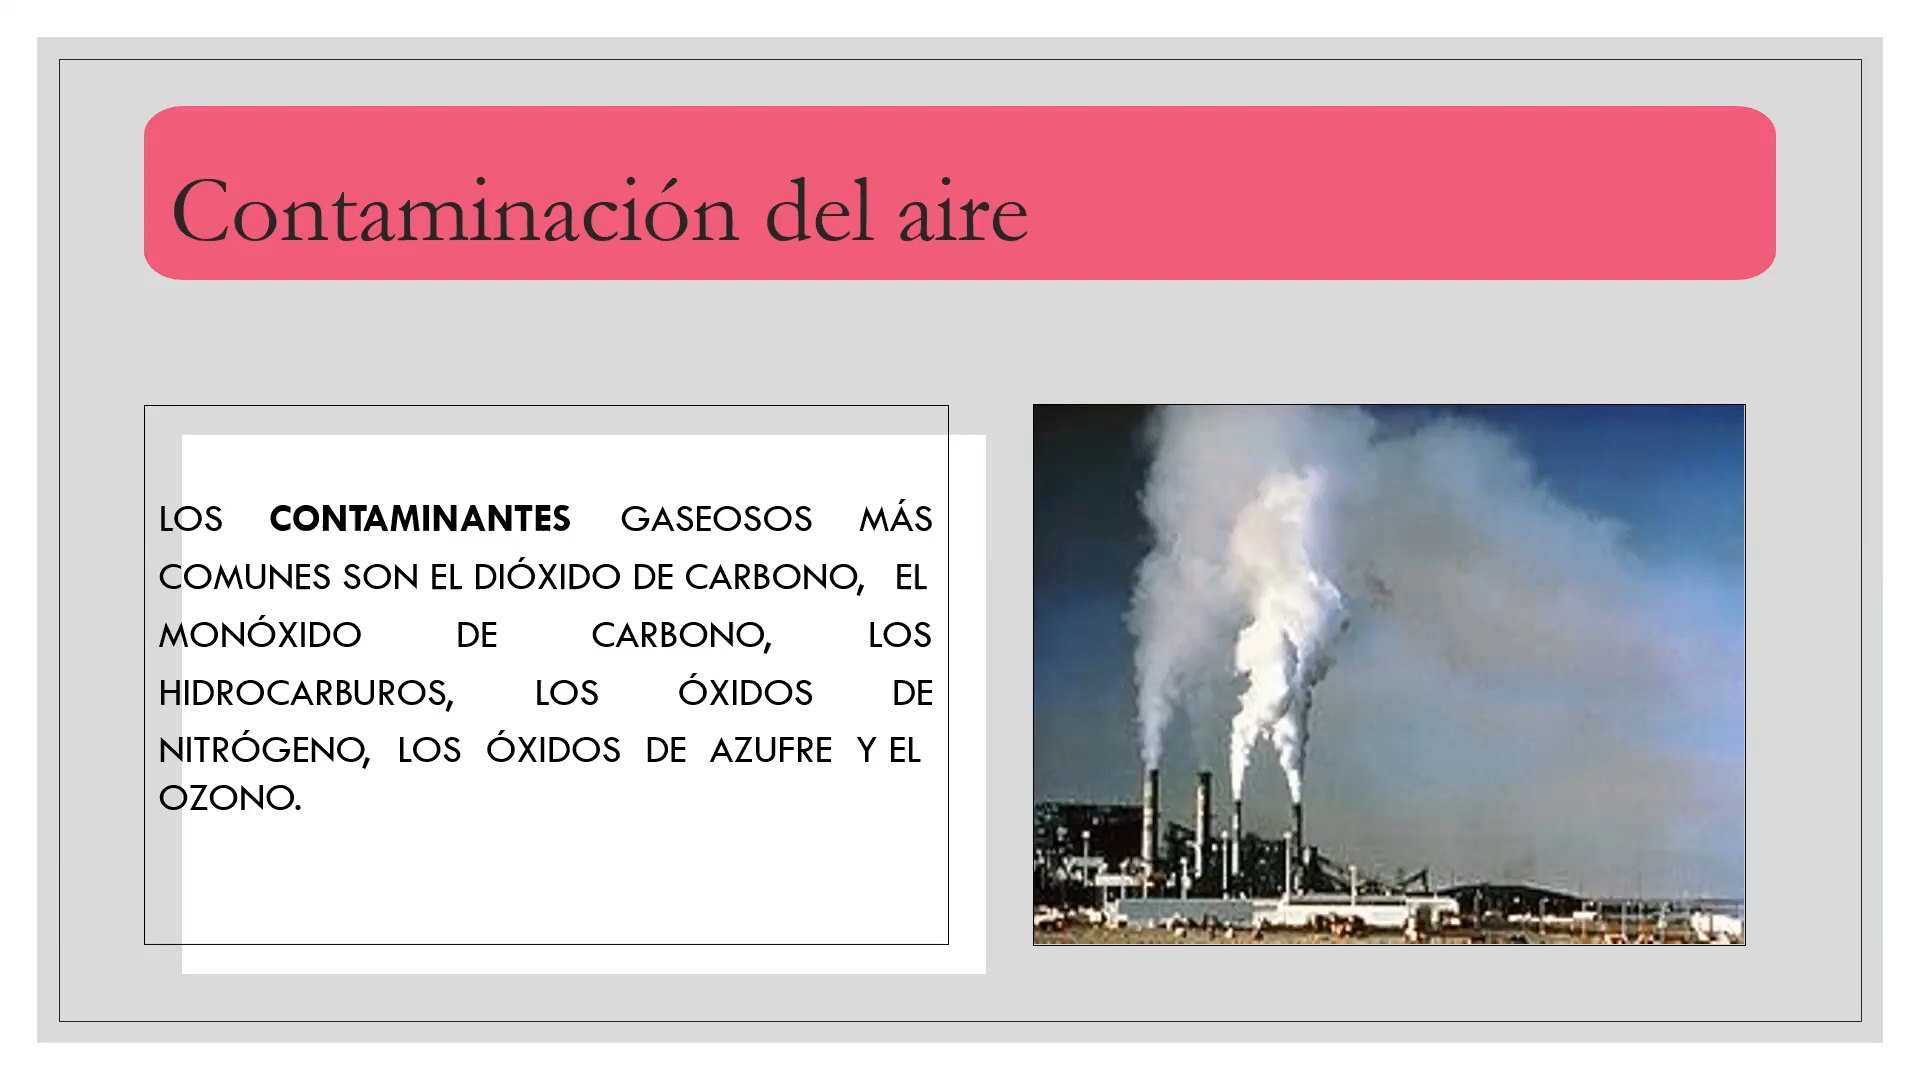 Contaminación del aire
LOS CONTAMINANTES GASEOSOS MÁS
COMUNES SON EL DIÓXIDO DE CARBONO, EL
MONÓXIDO DE CARBONO, LOS
HIDROCARBUROS, LOS ÓXIDOS DE
NITRÓGENO, LOS ÓXIDOS DE AZUFRE Y EL
OZONO.